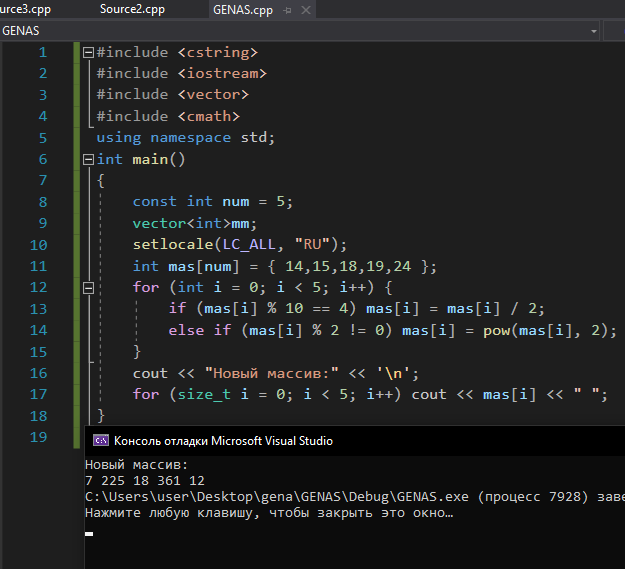 urce3.cpp Source2.cpp GENAS.cpp
GENAS
1 #include <cstring>
2 #include <iostream>
3 #include <vector>
4 #include <cmath>
5 using namespace std;
6 int main()
7 {
8 const int num = 5;
9 vector<int>mm;
10 setlocale(LC_ALL, "RU");
11 int mas[num] = { 14,15,18,19,24 };
12 for (int i = 0; i < 5; i++) {
13 if (mas[i] % 10 == 4) mas[i] = mas[i] / 2;
14 else if (mas[i] % 2 != 0) mas[i] = pow(mas[i], 2);
15 }
16 cout << "Новый массив:" << '\n';
17 for (size_t i = 0; i < 5; i++) cout << mas[i] << " ";
18 }
19
Консоль отладки Microsoft Visual Studio
Новый массив:
7 225 18 361 12
C:\Users\user\Desktop\gena\GENAS\Debug\GENAS.exe (процесс 7928) заве
Нажмите любую клавишу, чтобы закрыть это окно…